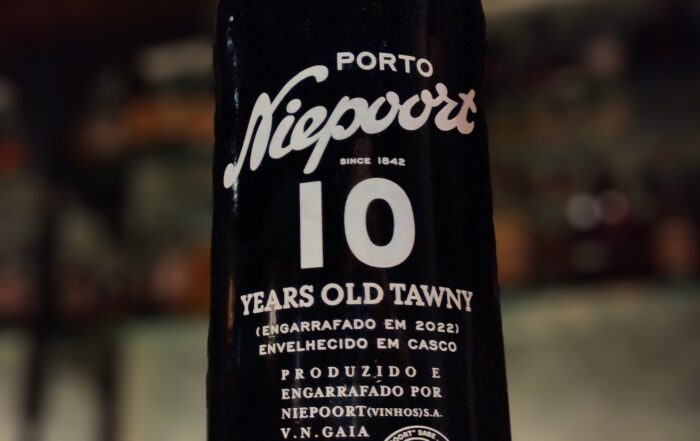 PORTO
Niepoort
SINCE 1842
10
YEARS OLD TAWNY
(ENGARRAFADO EM 2022)
ENVELHECIDO EM CASCO
PRODUZIDO E
ENGARRAFADO POR
NIEPOORT(VINHOS)S.A.
V.N. GAIA